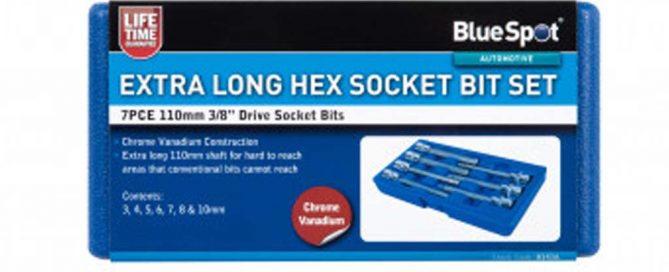 LIFE
TIME
GUARANTEE
BlueSpot
AUTOMOTIVE
EXTRA LONG HEX SOCKET BIT SET
7PCE 110mm 3/8" Drive Socket Bits
· Chrome Vanadium Construction
· Extra long 110mm shaft for hard to reach
areas that conventional bits cannot reach
Contents:
3, 4, 5, 6, 7, 8 & 10mm
Chrome
Vanadium